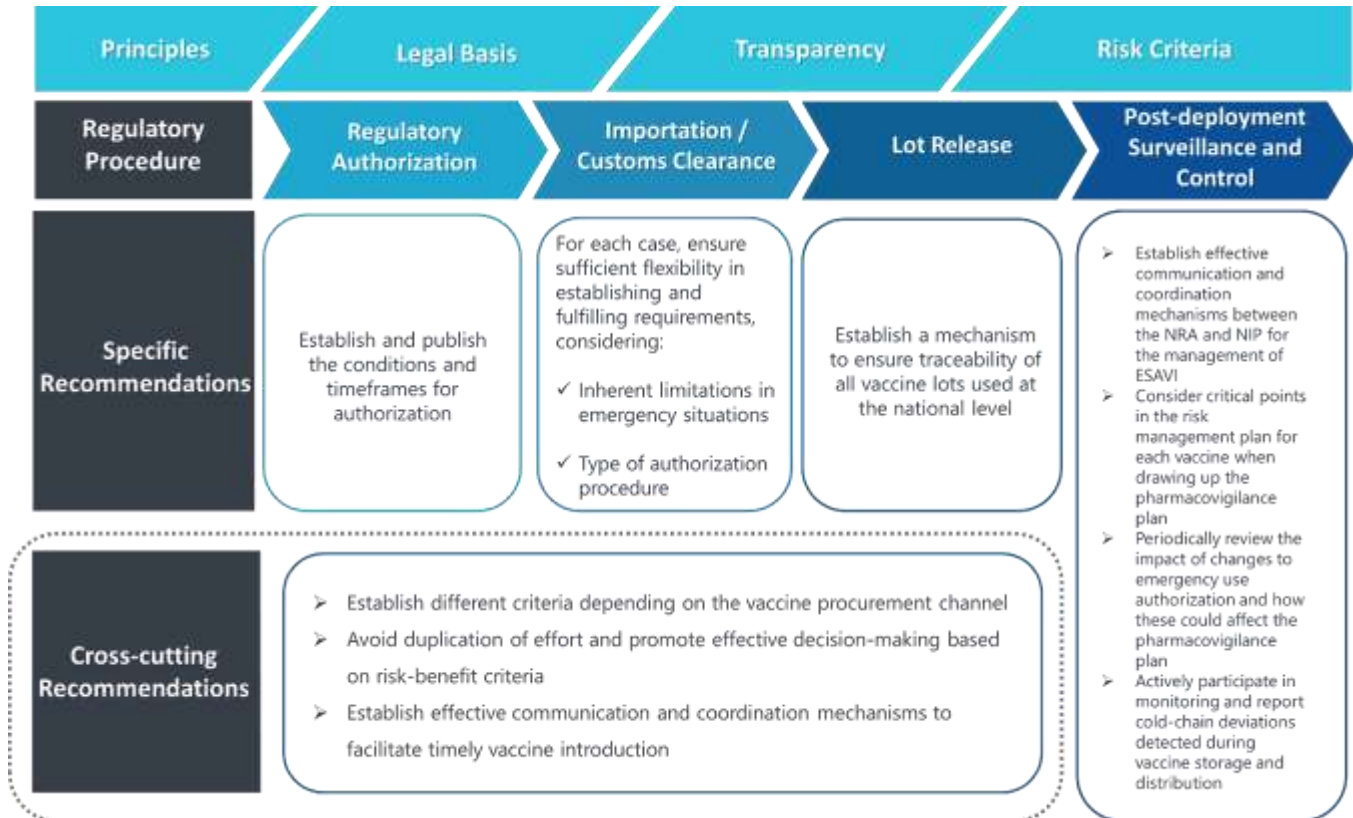 Principles
Legal Basis
Transparency
Risk Criteria
Regulatory
Procedure
Regulatory
Authorization
Importation /
Customs Clearance
Lot Release
Post-deployment
Surveillance and
Control
Specific
Recommendations
Establish and publish
the conditions and
timeframes for
authorization
For each case, ensure
sufficient flexibility in
establishing and
fulfilling requirements,
considering:
✓ Inherent limitations in
emergency situations
✓ Type of authorization
procedure
Establish a mechanism
to ensure traceability of
all vaccine lots used at
the national level
➢ Establish effective
communication and
coordination
mechanisms between
the NRA and NIP for
the management of
ESAVI
➢ Consider critical points
in the risk
management plan for
each vaccine when
drawing up the
pharmacovigilance
plan
➢ Periodically review the
impact of changes to
emergency use
authorization and how
these could affect the
pharmacovigilance
plan
➢ Actively participate in
monitoring and report
cold-chain deviations
detected during
vaccine storage and
distribution
Cross-cutting
Recommendations
➢ Establish different criteria depending on the vaccine procurement channel
➢ Avoid duplication of effort and promote effective decision-making based
on risk-benefit criteria
➢ Establish effective communication and coordination mechanisms to
facilitate timely vaccine introduction